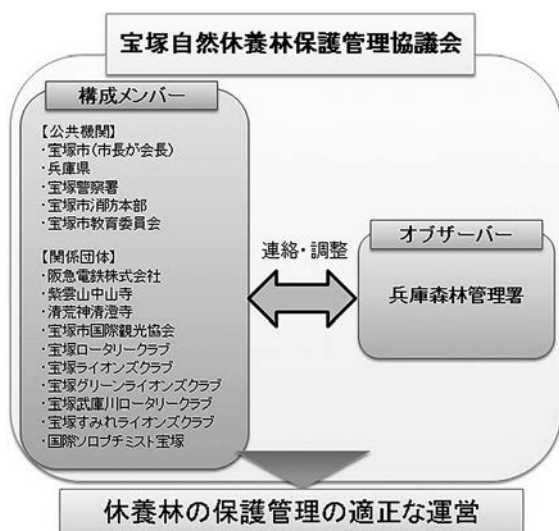 宝塚自然休養林保護管理協議会
構成メンバー
【公共機関】
・宝塚市(市長が会長)
・兵庫県
・宝塚警察署
・宝塚市消防本部
・宝塚市教育委員会
【関係団体】
・阪急電鉄株式会社
・紫雲山中山寺
・清荒神清澄寺
・宝塚市国際観光協会
・宝塚ロータリークラブ
・宝塚ライオンズクラブ
・宝塚グリーンライオンズクラブ
・宝塚武庫川ロータリークラブ
・宝塚すみれライオンズクラブ
・国際ソロプチミスト宝塚
連絡・調整
オブザーバー
兵庫森林管理署
休養林の保護管理の適正な運営